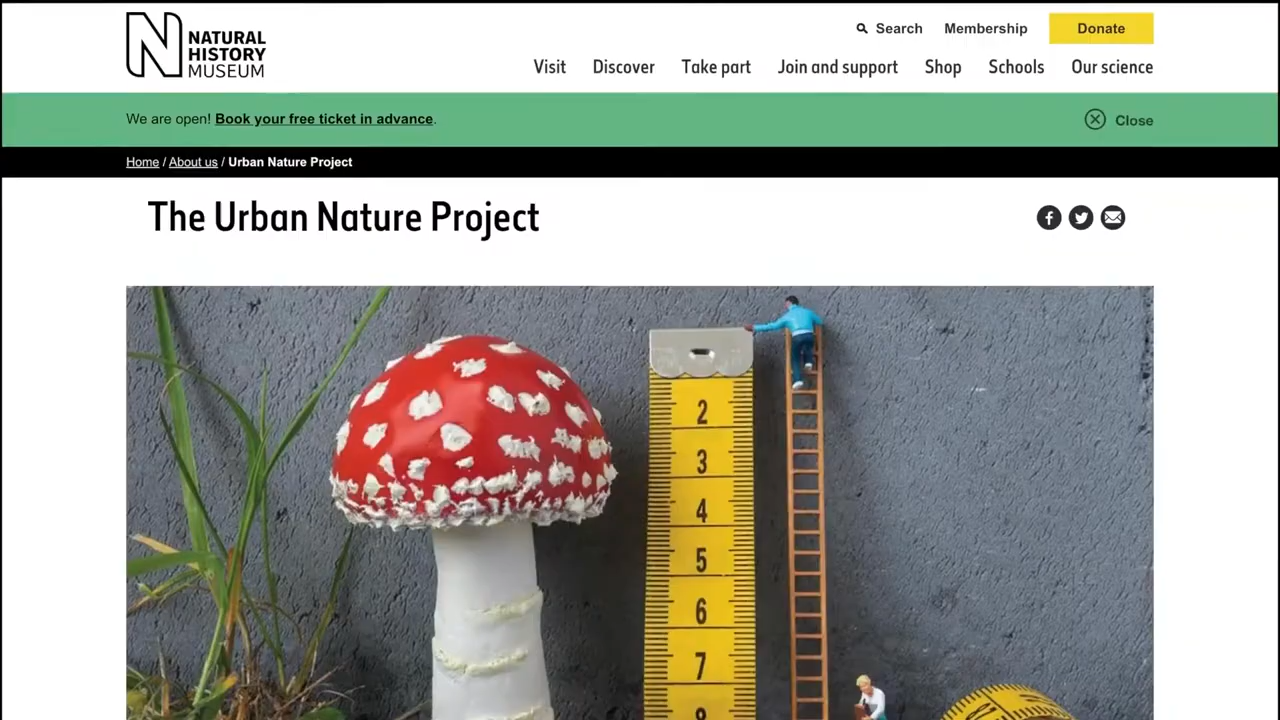 NATURAL
HISTORY
MUSEUM
Search Membership Donate
Visit Discover Take part Join and support Shop Schools Our science
We are open! Book your free ticket in advance.
Close
Home / About us / Urban Nature Project
The Urban Nature Project
2
3
4
5
6
7
8